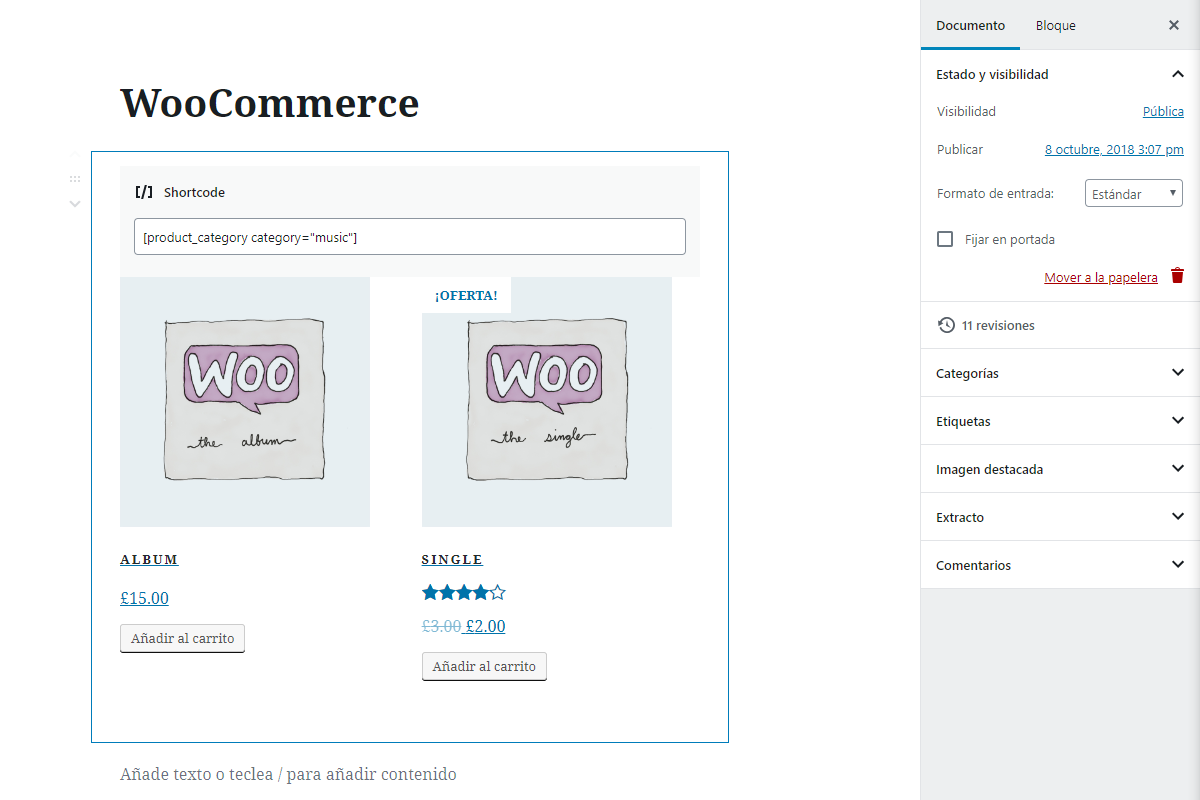 WooCommerce
[/] Shortcode
[product_category category="music"]
WOO
the album
ALBUM
£15.00
Añadir al carrito
¡OFERTA!
WOO
the single
SINGLE
£3.00 £2.00
Añadir al carrito
Añade texto o teclea / para añadir contenido
Documento Bloque
Estado y visibilidad
Visibilidad Pública
Publicar 8 octubre, 2018 3:07 pm
Formato de entrada: Estándar
Fijar en portada
Mover a la papelera
11 revisiones
Categorías
Etiquetas
Imagen destacada
Extracto
Comentarios